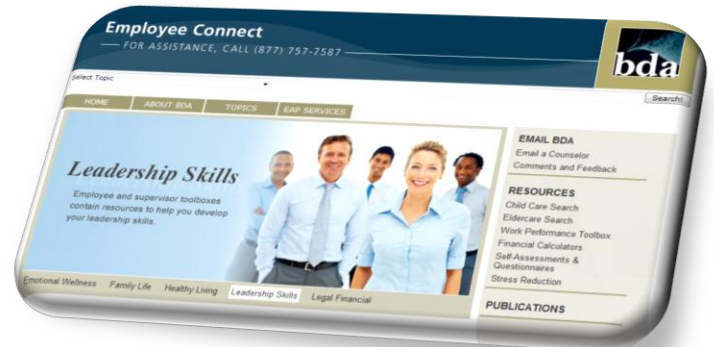 Employee Connect
FOR ASSISTANCE, CALL (877) 757-7587
bda
Select Topic
Search!
HOME ABOUT BDA TOPICS EAP SERVICES
Leadership Skills
Employee and supervisor toolboxes
contain resources to help you develop
your leadership skills.
Emotional Wellness Family Life Healthy Living Leadership Skills Legal Financial
EMAIL BDA
Email a Counselor
Comments and Feedback
RESOURCES
Child Care Search
Eldercare Search
Work Performance Toolbox
Financial Calculators
Self-Assessments &
Questionnaires
Stress Reduction
PUBLICATIONS